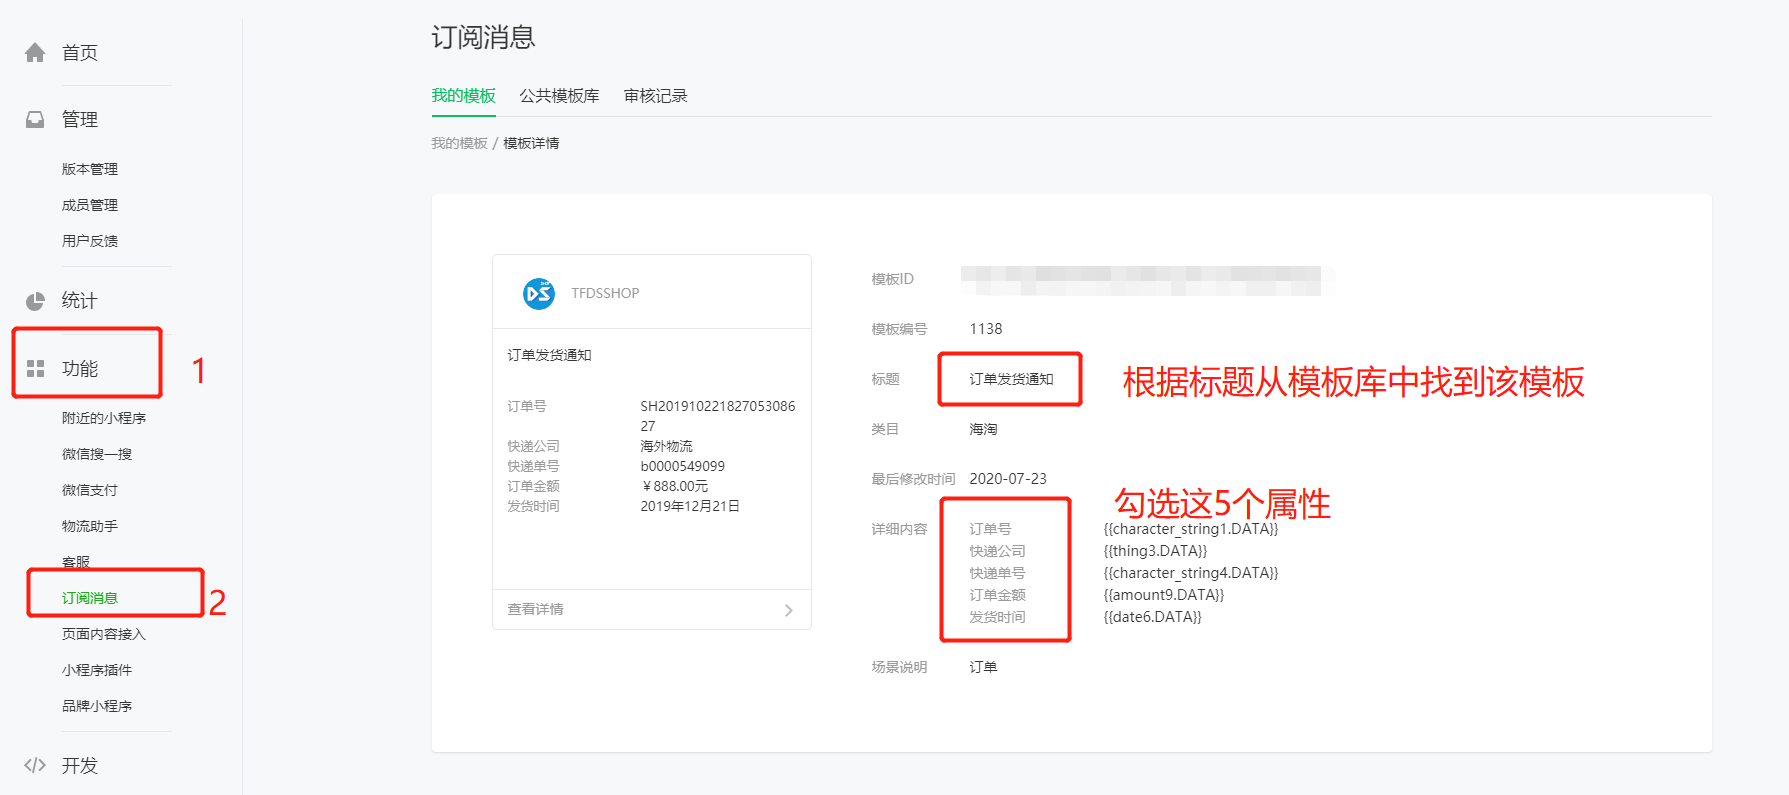 首页
管理
版本管理
成员管理
用户反馈
统计
功能
1
附近的小程序
微信搜一搜
微信支付
物流助手
客服
订阅消息
2
页面内容接入
小程序插件
品牌小程序
开发
订阅消息
我的模板 公共模板库 审核记录
我的模板 / 模板详情
DS TFDSSHOP
订单发货通知
订单号 SH201910221827053086
27
快递公司 海外物流
快递单号 b0000549099
订单金额 ￥888.00元
发货时间 2019年12月21日
查看详情
模板ID
模板编号 1138
标题 订单发货通知 根据标题从模板库中找到该模板
类目 海淘
最后修改时间 2020-07-23
勾选这5个属性
详细内容 订单号 {{character_string1.DATA}}
快递公司 {{thing3.DATA}}
快递单号 {{character_string4.DATA}}
订单金额 {{amount9.DATA}}
发货时间 {{date6.DATA}}
场景说明 订单